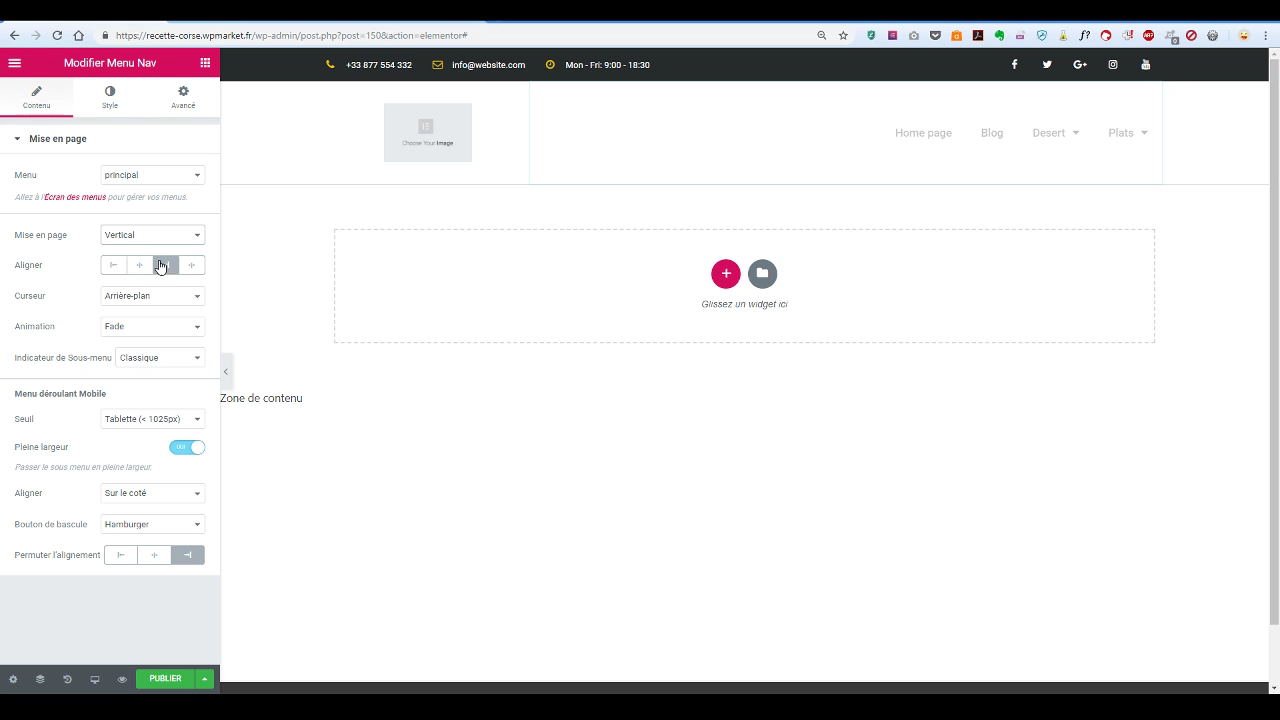 https://recette-corse.wpmarket.fr/wp-admin/post.php?post=150&action=elementor#
Modifier Menu Nav
+33 877 554 332
info@website.com
Mon - Fri: 9:00 - 18:30
Contenu
Style
Avancé
Choose Your Image
Home page
Blog
Desert
Plats
Mise en page
Menu
principal
Allez à l'Écran des menus pour gérer vos menus.
Mise en page
Vertical
Aligner
Curseur
Arrière-plan
Animation
Fade
Indicateur de Sous-menu
Classique
Glissez un widget ici
Menu déroulant Mobile
Zone de contenu
Seuil
Tablette (< 1025px)
Pleine largeur
OUI
Passer le sous menu en pleine largeur.
Aligner
Sur le coté
Bouton de bascule
Hamburger
Permuter l'alignement
PUBLIER